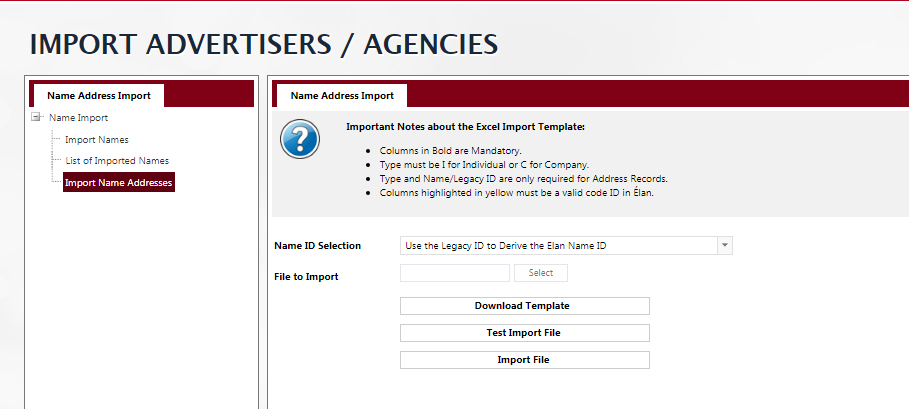 IMPORT ADVERTISERS / AGENCIES
Name Address Import
Name Import
Import Names
List of Imported Names
Import Name Addresses
Name Address Import
Important Notes about the Excel Import Template:
Columns in Bold are Mandatory.
Type must be I for Individual or C for Company.
Type and Name/Legacy ID are only required for Address Records.
Columns highlighted in yellow must be a valid code ID in Élan.
Name ID Selection
Use the Legacy ID to Derive the Elan Name ID
File to Import
Select
Download Template
Test Import File
Import File